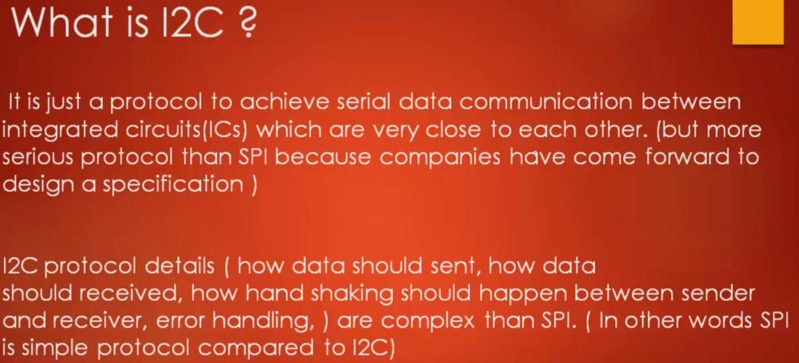 What is I2C ?
It is just a protocol to achieve serial data communication between
integrated circuits(ICs) which are very close to each other. (but more
serious protocol than SPI because companies have come forward to
design a specification )
I2C protocol details ( how data should sent, how data
should received, how hand shaking should happen between sender
and receiver, error handling, ) are complex than SPI. ( In other words SPI
is simple protocol compared to I2C)